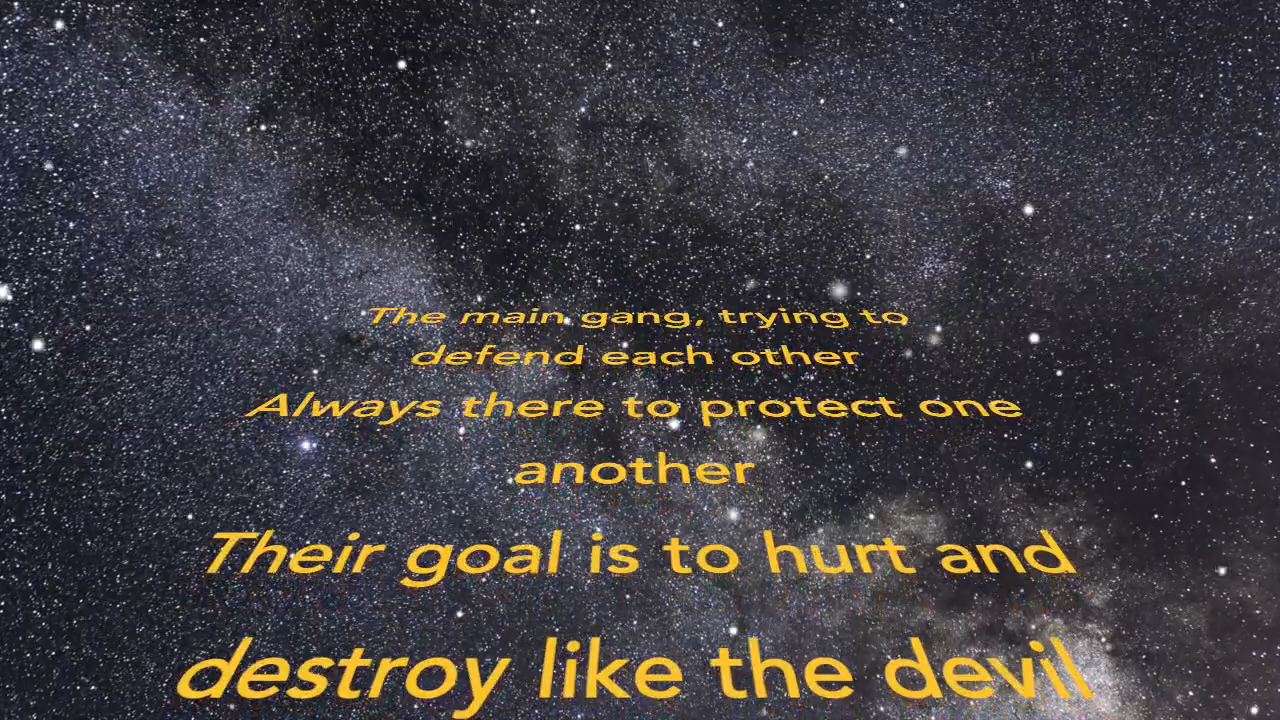 The main gang, trying to
defend each other
Always there to protect one
another
Their goal is to hurt and
destroy like the devil